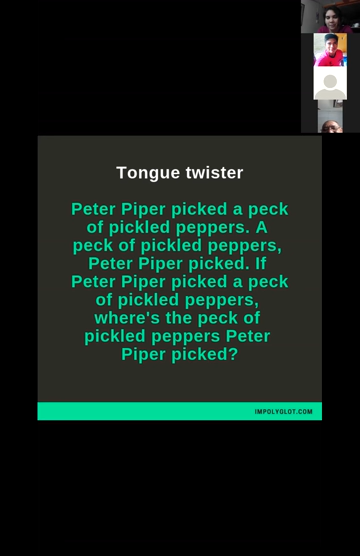 Tongue twister
Peter Piper picked a peck
of pickled peppers. A
peck of pickled peppers,
Peter Piper picked. If
Peter Piper picked a peck
of pickled peppers,
where's the peck of
pickled peppers Peter
Piper picked?
IMPOLYGLOT.COM